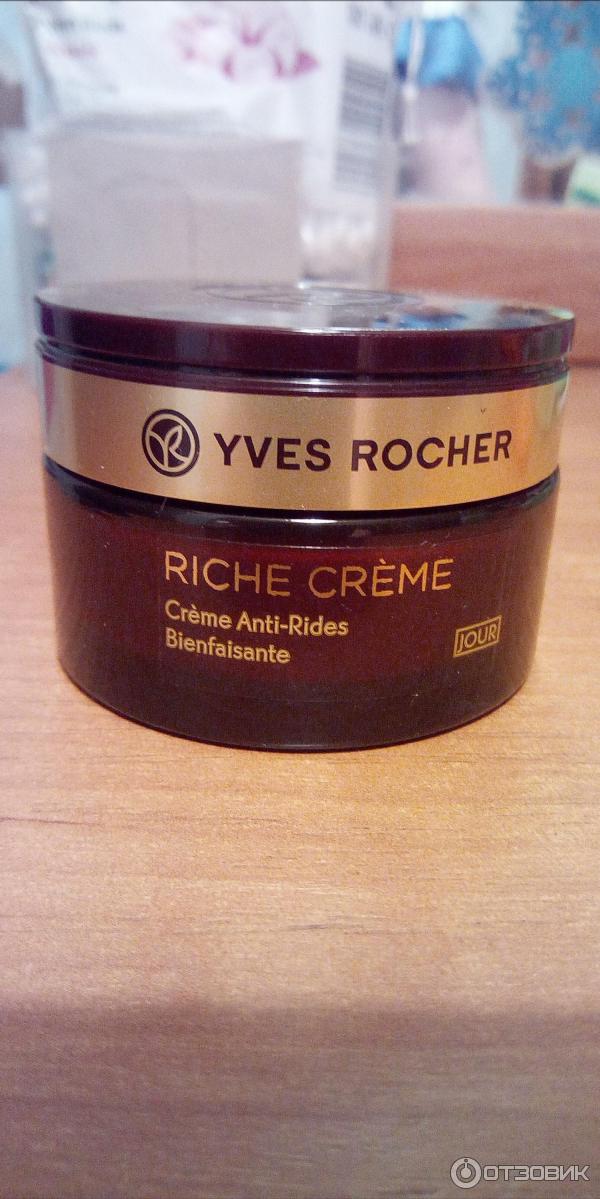 YVES ROCHER
RICHE CRÈME
Crème Anti-Rides
Bienfaisante
JOUR
ОТЗОВИК